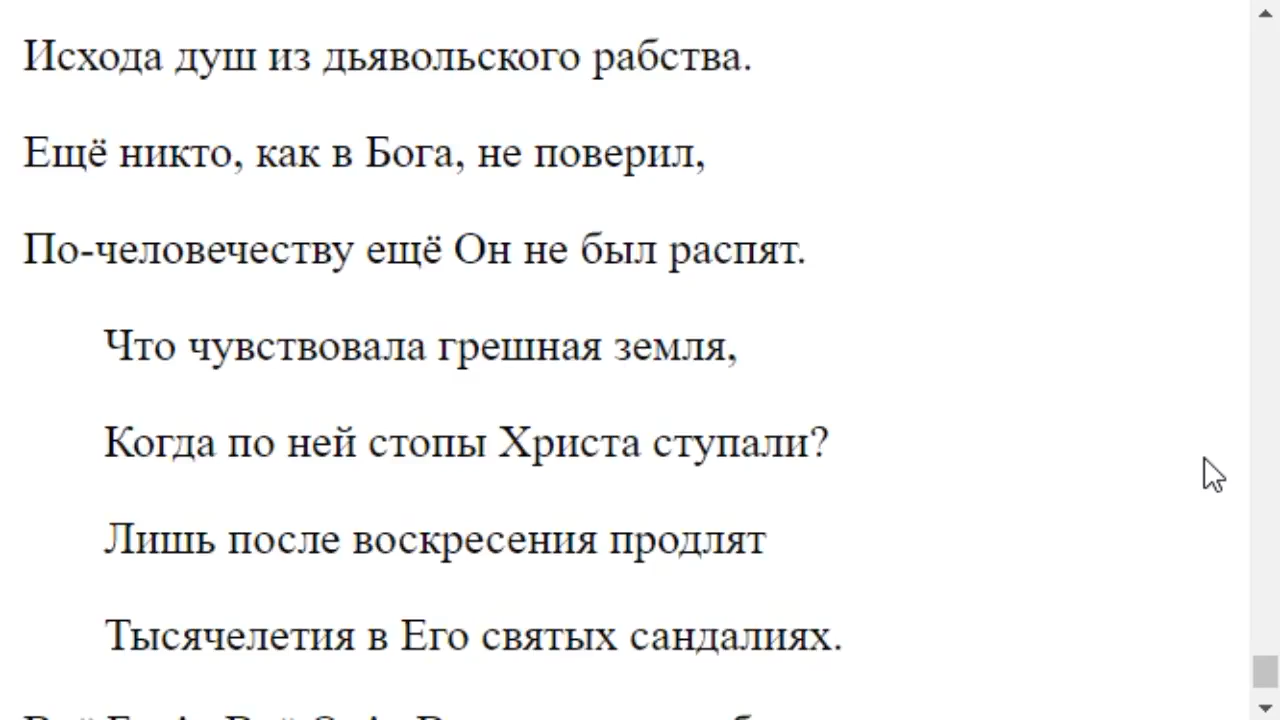 Исхода душ из дьявольского рабства.
Ещё никто, как в Бога, не поверил,
По-человечеству ещё Он не был распят.
Что чувствовала грешная земля,
Когда по ней стопы Христа ступали?
Лишь после воскресения продлят
Тысячелетия в Его святых сандалиях.